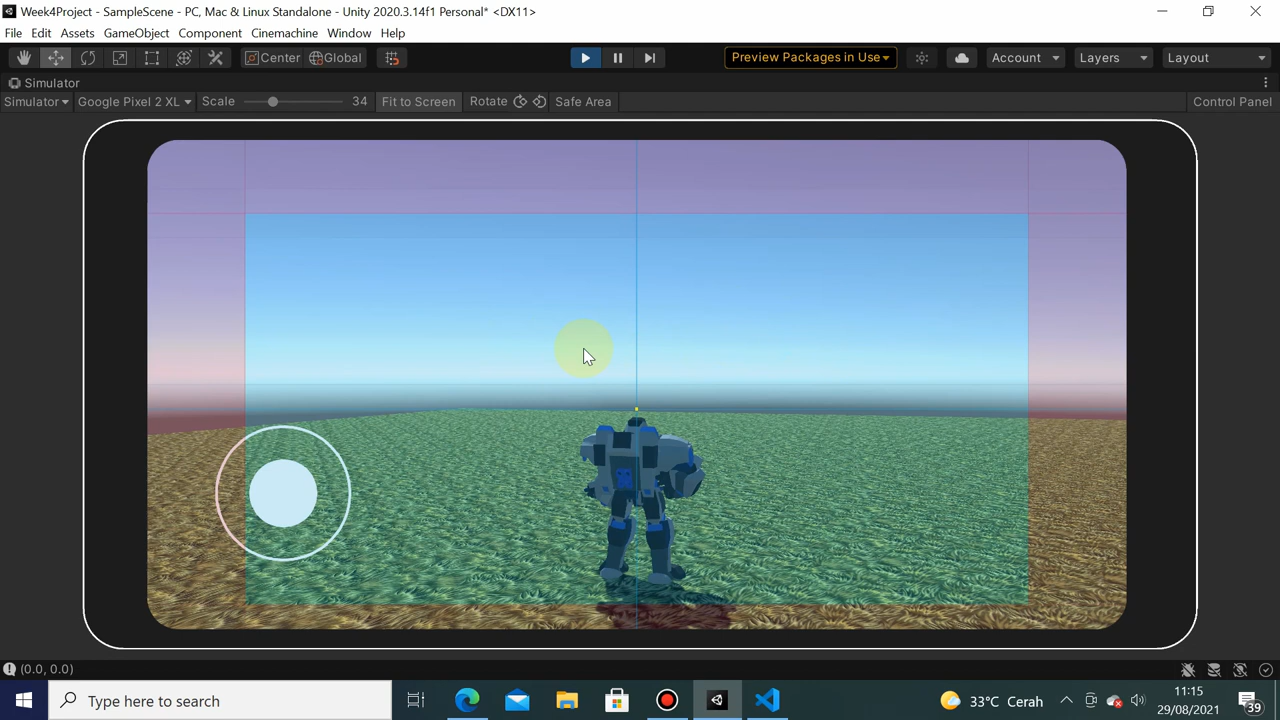 Week4Project - SampleScene - PC, Mac & Linux Standalone - Unity 2020.3.14f1 Personal* <DX11>
File Edit Assets GameObject Component Cinemachine Window Help
Center Global Preview Packages in Use Account Layers Layout
Simulator
Simulator Google Pixel 2 XL Scale 34 Fit to Screen Rotate Safe Area Control Panel
(0.0, 0.0)
Type here to search
33°C Cerah
11:15
29/08/2021
39